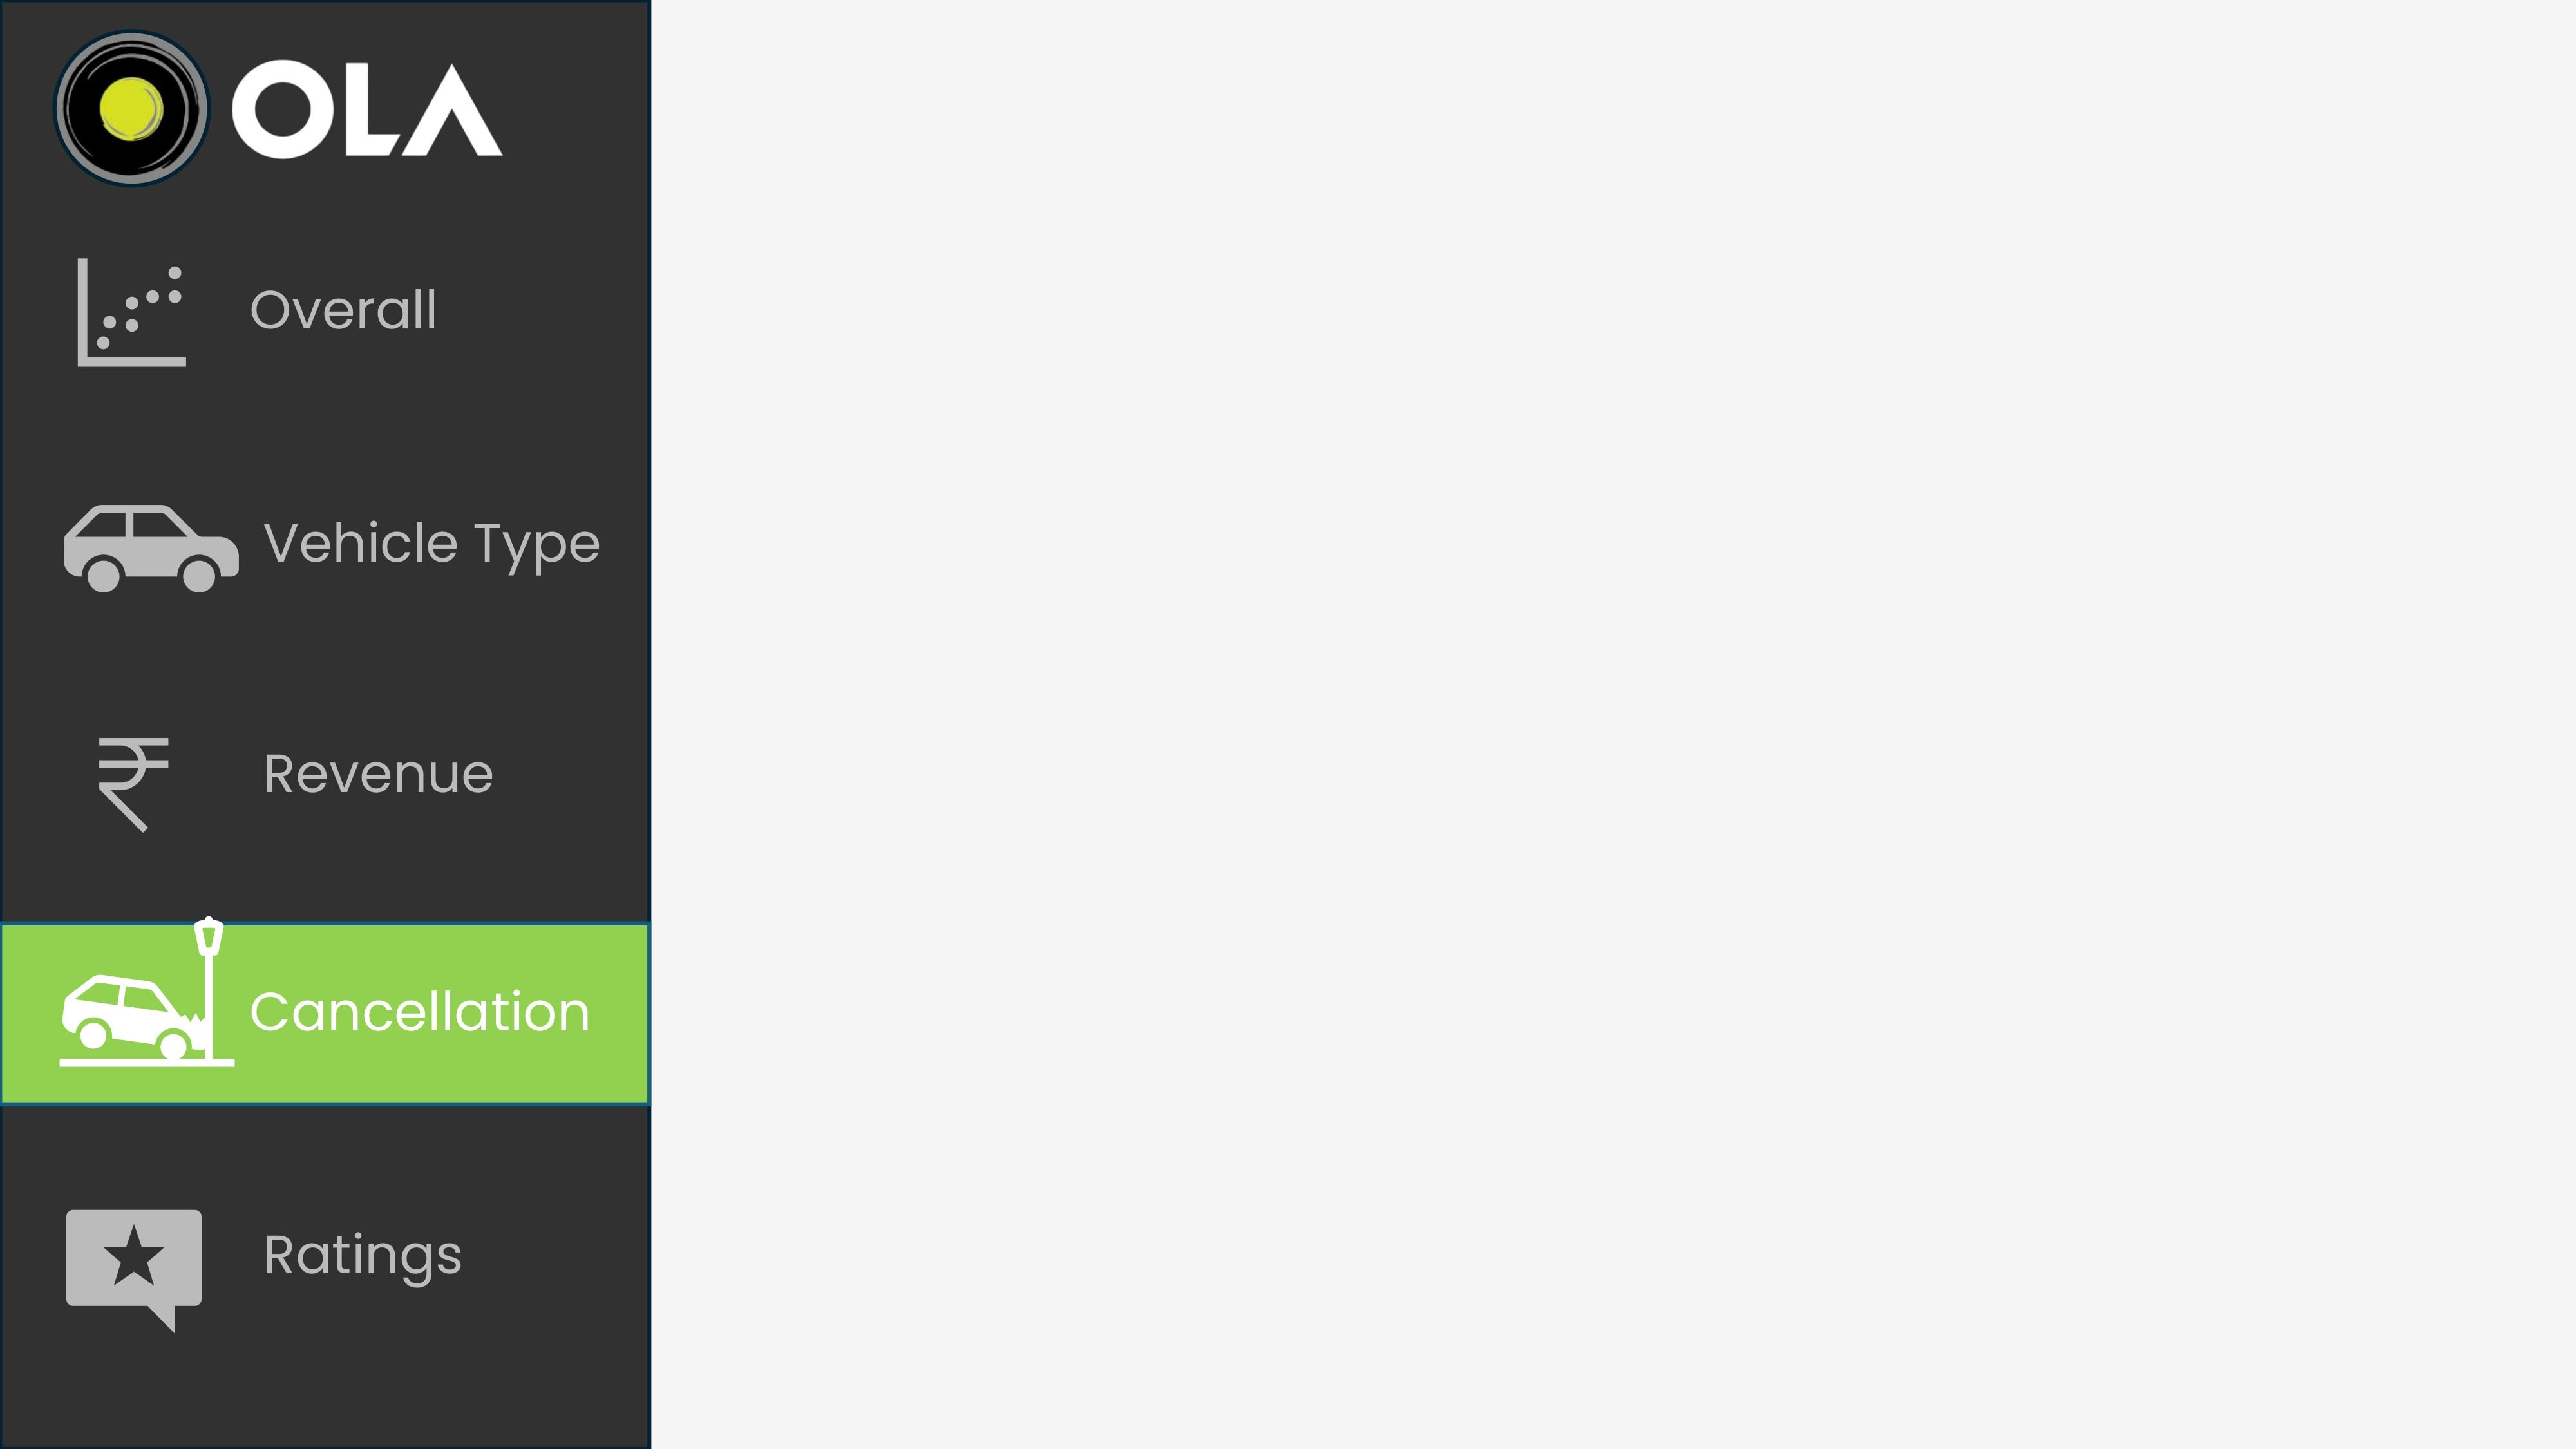 OLA
Overall
Vehicle Type
₹
Revenue
Cancellation
Ratings